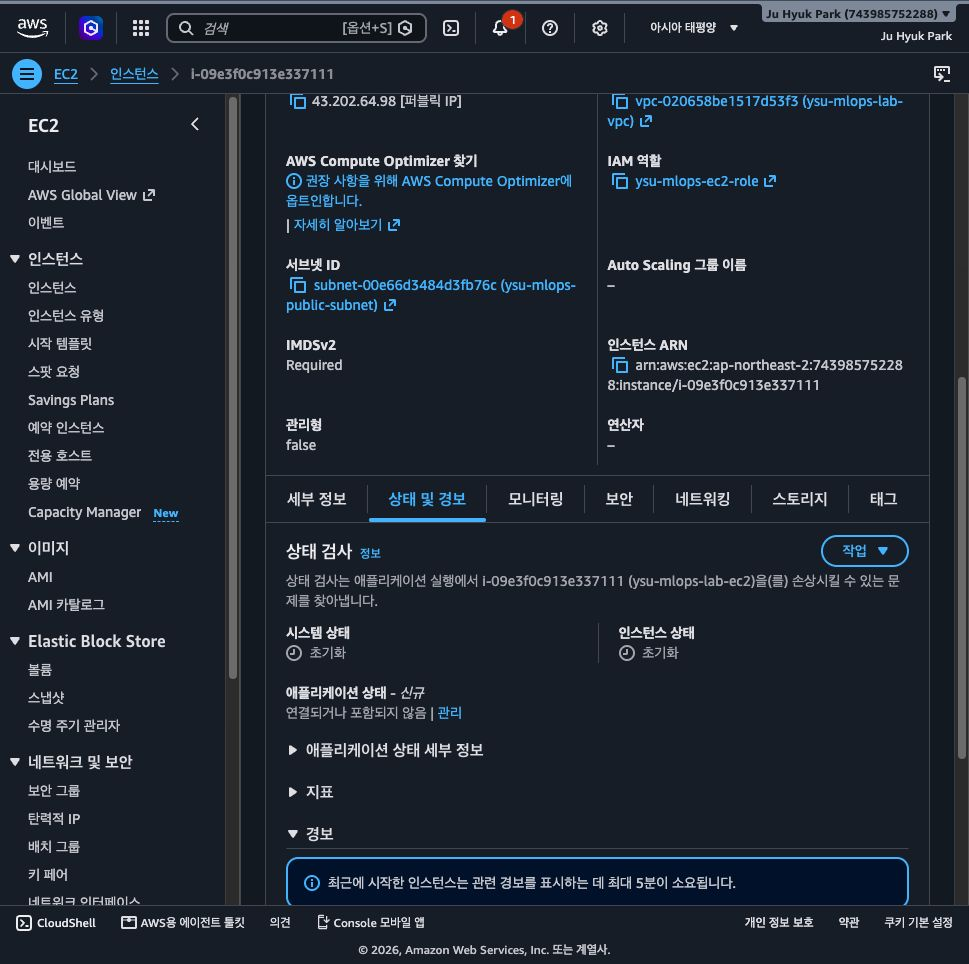 aws
검색
[옵션+S]
1
아시아 태평양
Ju Hyuk Park (743985752288)
Ju Hyuk Park
EC2
인스턴스
i-09e3f0c913e337111
EC2
대시보드
AWS Global View
이벤트
인스턴스
인스턴스
인스턴스 유형
시작 템플릿
스팟 요청
Savings Plans
예약 인스턴스
전용 호스트
용량 예약
Capacity Manager New
이미지
AMI
AMI 카탈로그
Elastic Block Store
볼륨
스냅샷
수명 주기 관리자
네트워크 및 보안
보안 그룹
탄력적 IP
배치 그룹
키 페어
네트워크 인터페이스
43.202.64.98 [퍼블릭 IP]
vpc-020658be1517d53f3 (ysu-mlops-lab-
vpc)
AWS Compute Optimizer 찾기
권장 사항을 위해 AWS Compute Optimizer에
옵트인합니다.
| 자세히 알아보기
IAM 역할
ysu-mlops-ec2-role
서브넷 ID
subnet-00e66d3484d3fb76c (ysu-mlops-
public-subnet)
Auto Scaling 그룹 이름
–
IMDSv2
Required
인스턴스 ARN
arn:aws:ec2:ap-northeast-2:74398575228
8:instance/i-09e3f0c913e337111
관리형
false
연산자
–
세부 정보
상태 및 경보
모니터링
보안
네트워킹
스토리지
태그
상태 검사 정보
작업
상태 검사는 애플리케이션 실행에서 i-09e3f0c913e337111 (ysu-mlops-lab-ec2)을(를) 손상시킬 수 있는 문
제를 찾아냅니다.
시스템 상태
초기화
인스턴스 상태
초기화
애플리케이션 상태 - 신규
연결되거나 포함되지 않음 | 관리
애플리케이션 상태 세부 정보
지표
경보
최근에 시작한 인스턴스는 관련 경보를 표시하는 데 최대 5분이 소요됩니다.
CloudShell
AWS용 에이전트 툴킷
의견
Console 모바일 앱
개인 정보 보호
약관
쿠키 기본 설정
© 2026, Amazon Web Services, Inc. 또는 계열사.